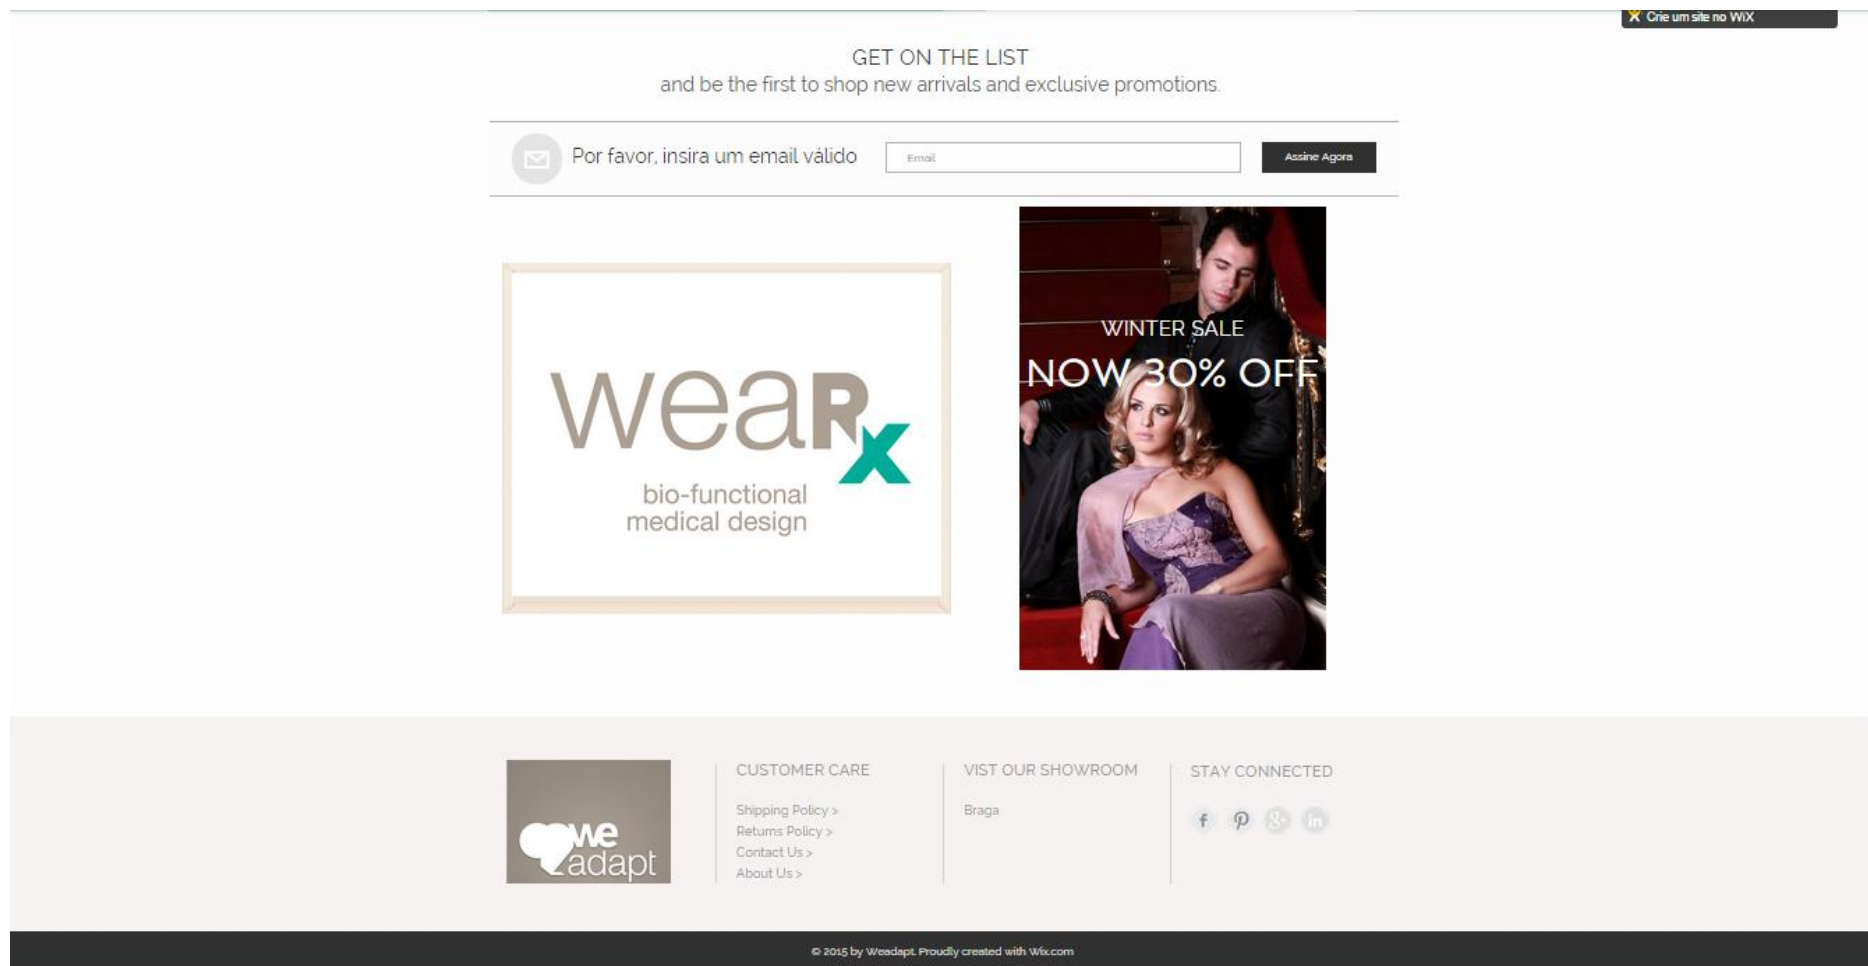 Crie um site no WiX
GET ON THE LIST
and be the first to shop new arrivals and exclusive promotions.
Por favor, insira um email válido
Email
Assine Agora
weaRx
bio-functional
medical design
WINTER SALE
NOW 30% OFF
we
adapt
CUSTOMER CARE
Shipping Policy >
Returns Policy >
Contact Us >
About Us >
VIST OUR SHOWROOM
Braga
STAY CONNECTED
f
g+
in
© 2015 by Weadapt. Proudly created with Wix.com